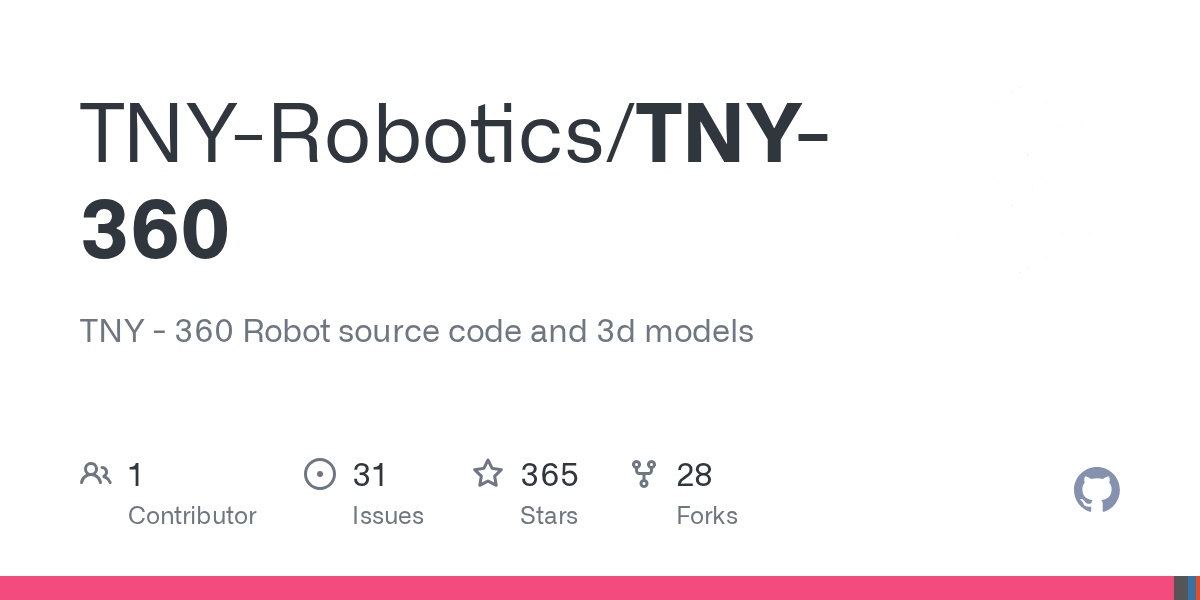 TNY-Robotics/TNY-
360
TNY - 360 Robot source code and 3d models
1 31 365 28
Contributor Issues Stars Forks